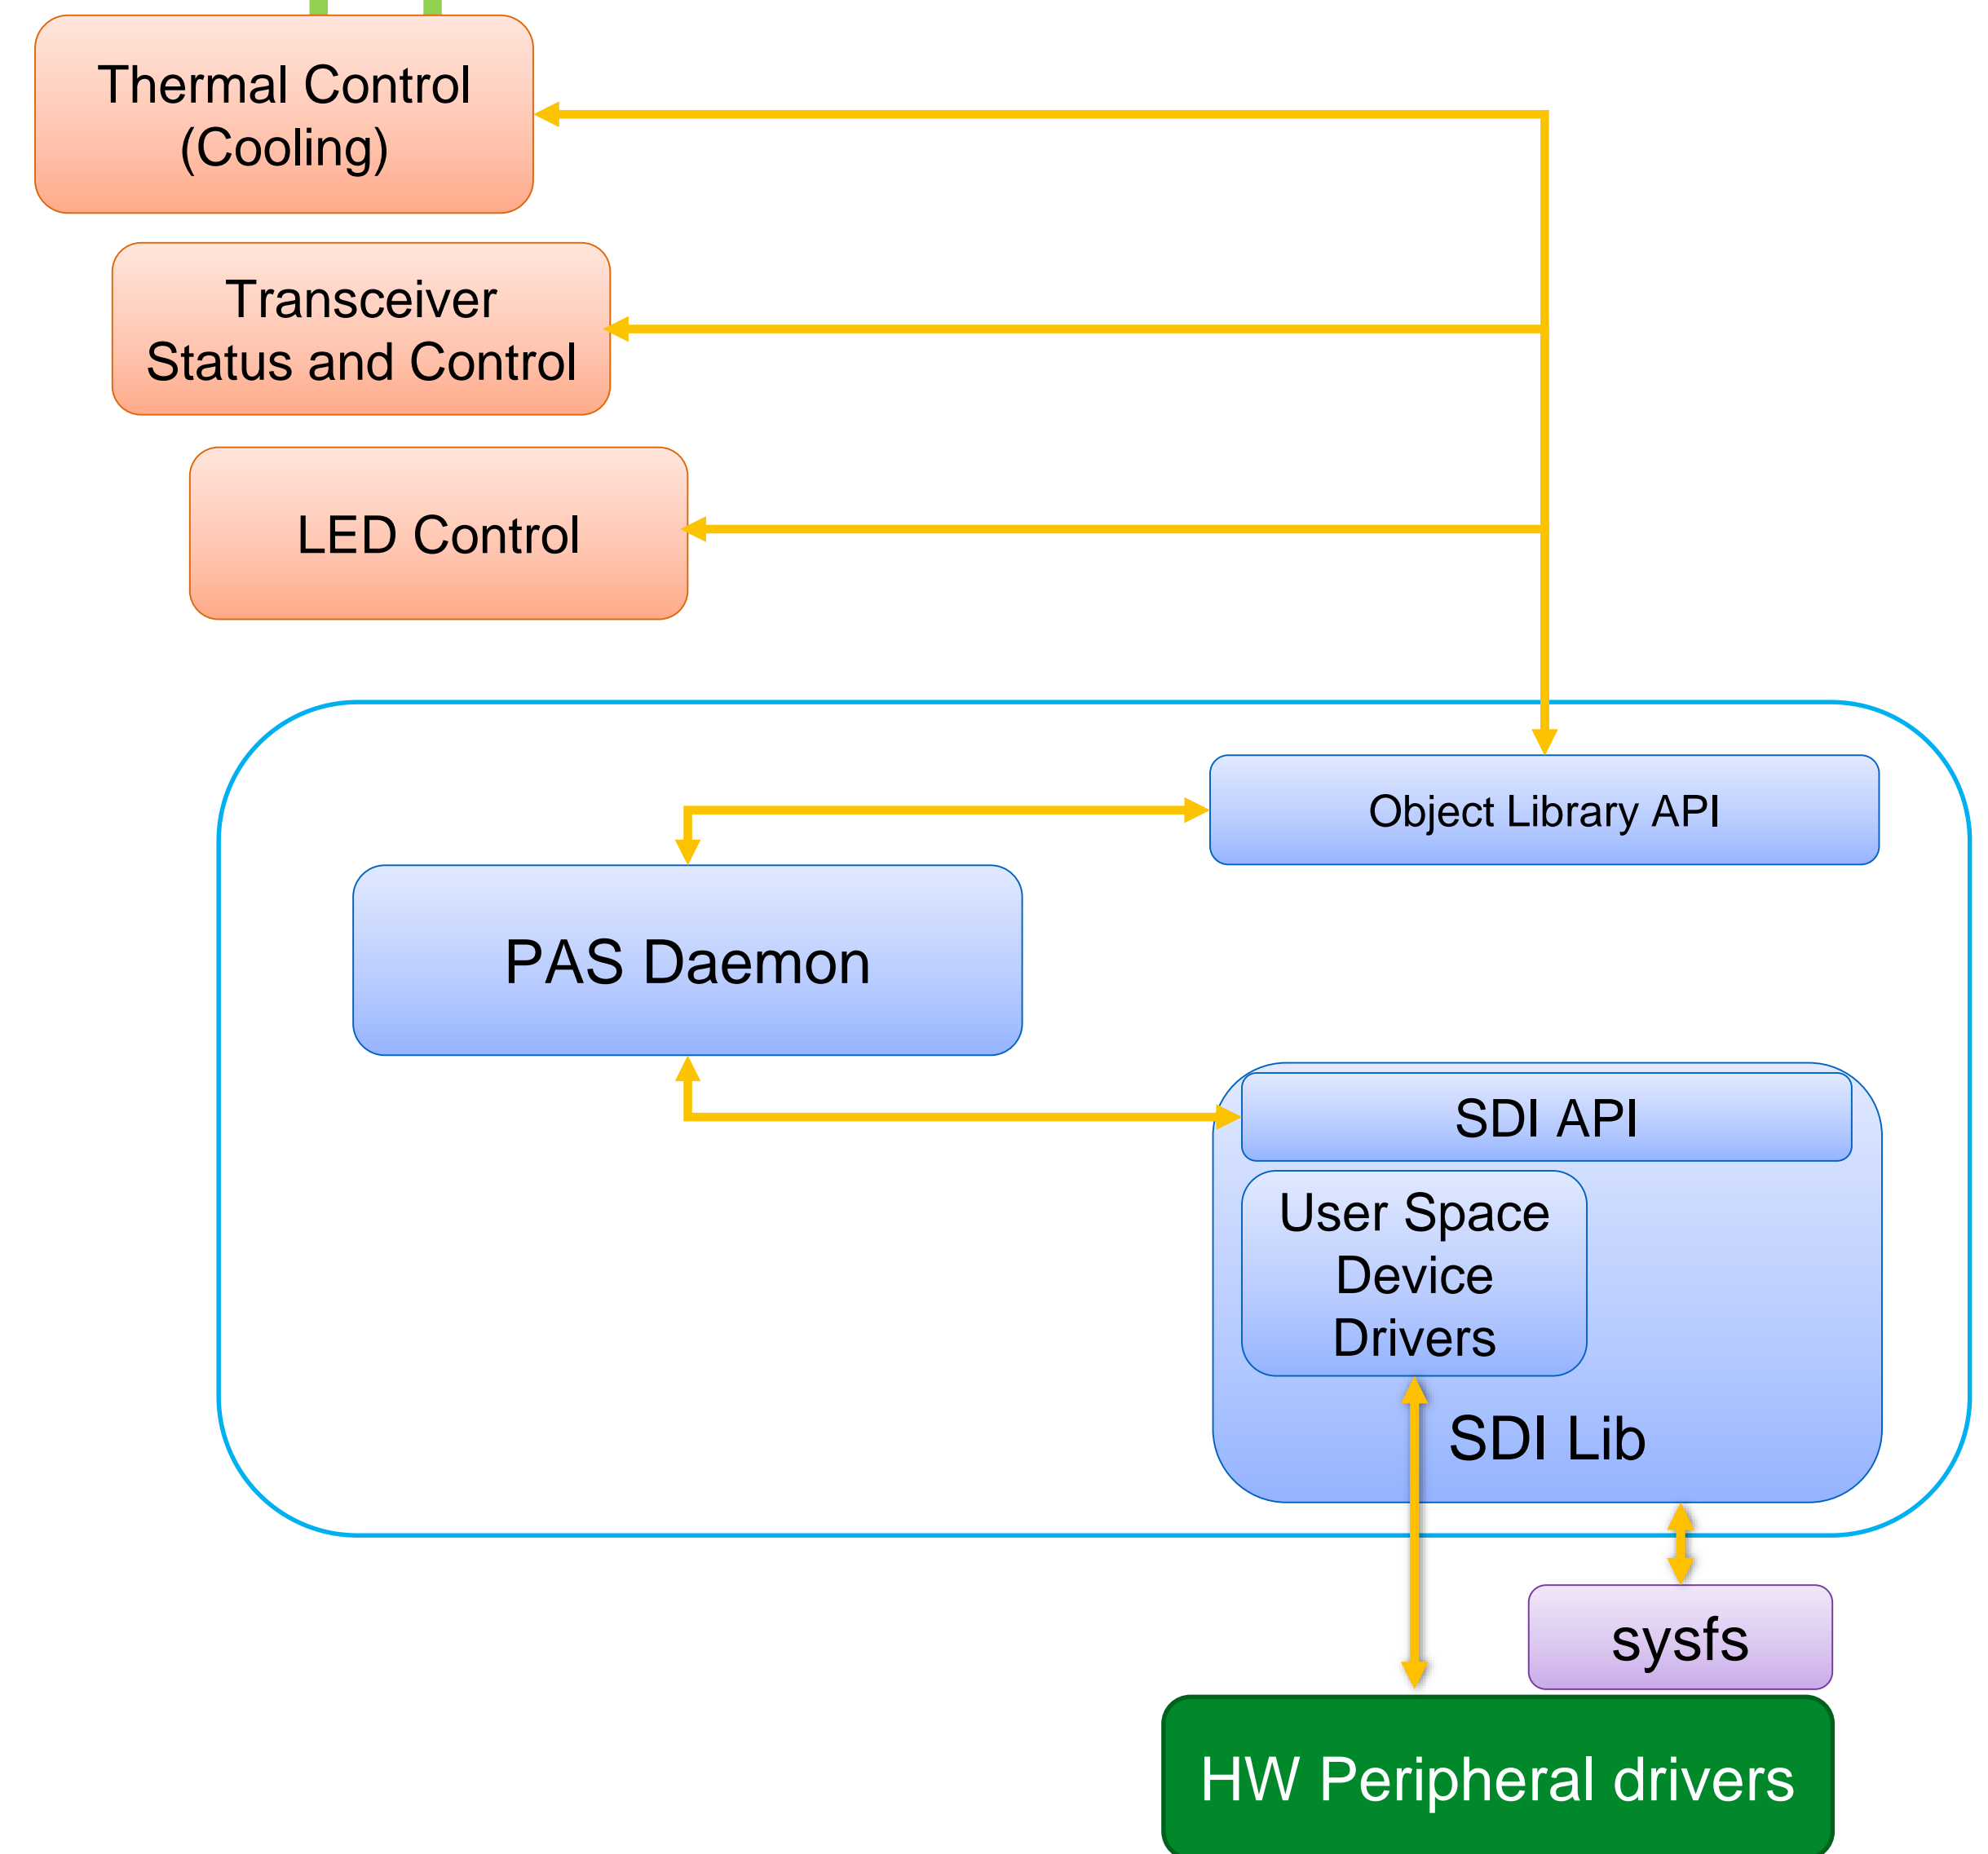 Thermal Control
(Cooling)
Transceiver
Status and Control
LED Control
Object Library API
PAS Daemon
SDI API
User Space
Device
Drivers
SDI Lib
sysfs
HW Peripheral drivers